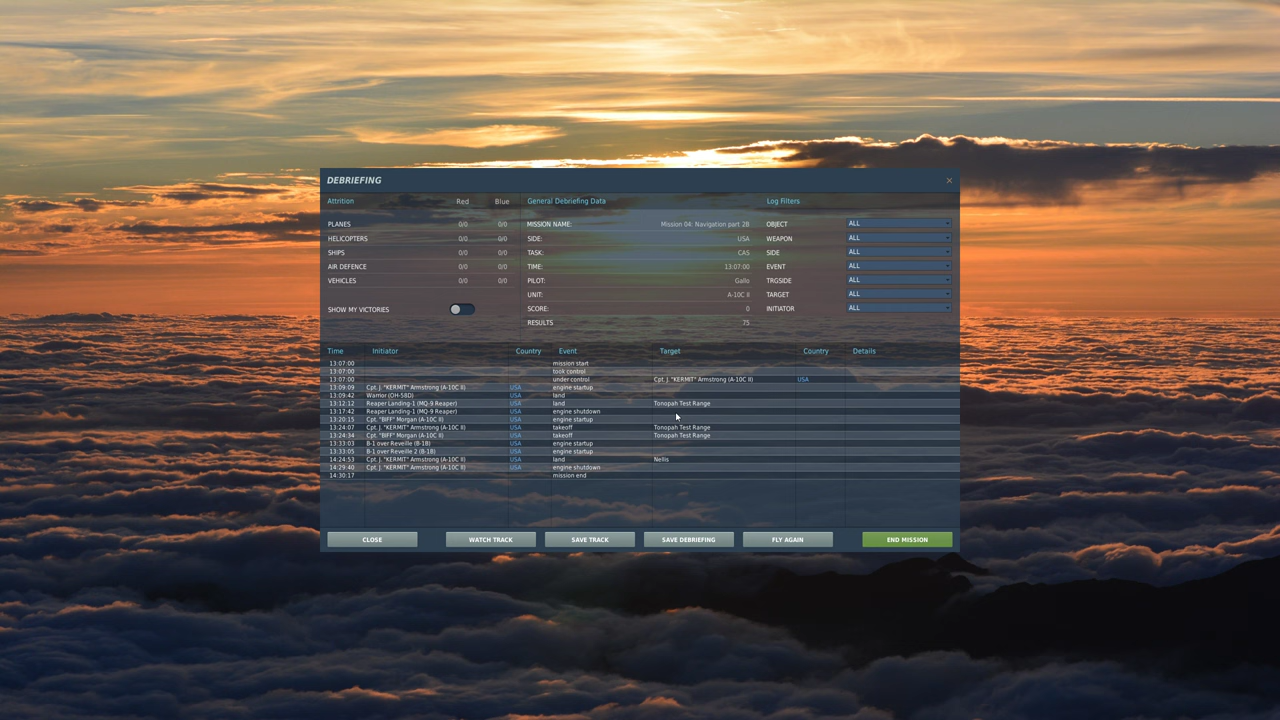 DEBRIEFING ×
Attrition Red Blue General Debriefing Data Log Filters
PLANES 0/0 0/0 MISSION NAME: Mission 04: Navigation part 2B OBJECT ALL
HELICOPTERS 0/0 0/0 SIDE: USA WEAPON ALL
SHIPS 0/0 0/0 TASK: CAS SIDE ALL
AIR DEFENCE 0/0 0/0 TIME: 13:07:00 EVENT ALL
VEHICLES 0/0 0/0 PILOT: Gallo TRGSIDE ALL
UNIT: A-10C II TARGET ALL
SHOW MY VICTORIES SCORE: 0 INITIATOR ALL
RESULTS 75
Time Initiator Country Event Target Country Details
13:07:00 mission start
13:07:00 took control
13:07:00 under control Cpt. J. "KERMIT" Armstrong (A-10C II) USA
13:09:09 Cpt. J. "KERMIT" Armstrong (A-10C II) USA engine startup
13:09:42 Warrior (OH-58D) USA land
13:12:12 Reaper Landing-1 (MQ-9 Reaper) USA land Tonopah Test Range
13:17:42 Reaper Landing-1 (MQ-9 Reaper) USA engine shutdown
13:20:15 Cpt. "BIFF" Morgan (A-10C II) USA engine startup
13:24:07 Cpt. J. "KERMIT" Armstrong (A-10C II) USA takeoff Tonopah Test Range
13:24:34 Cpt. "BIFF" Morgan (A-10C II) USA takeoff Tonopah Test Range
13:33:03 B-1 over Reveille (B-1B) USA engine startup
13:33:05 B-1 over Reveille 2 (B-1B) USA engine startup
14:24:53 Cpt. J. "KERMIT" Armstrong (A-10C II) USA land Nellis
14:29:40 Cpt. J. "KERMIT" Armstrong (A-10C II) USA engine shutdown
14:30:17 mission end
CLOSE WATCH TRACK SAVE TRACK SAVE DEBRIEFING FLY AGAIN END MISSION